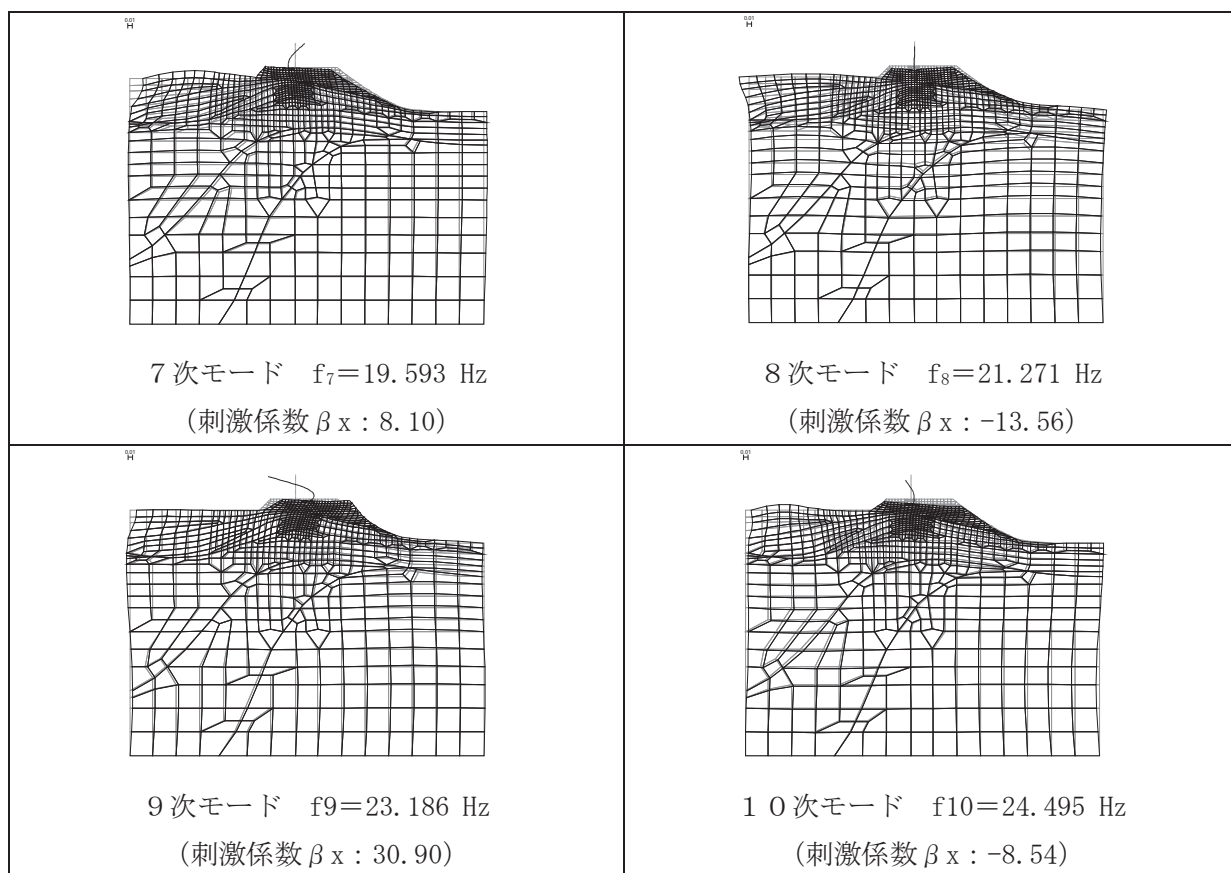 0.01
7次モード f₇＝19.593 Hz
(刺激係数βx：8.10)
0.01
8次モード f₈＝21.271 Hz
(刺激係数βx：-13.56)
0.01
9次モード f9＝23.186 Hz
(刺激係数βx：30.90)
0.01
10次モード f10＝24.495 Hz
(刺激係数βx：-8.54)